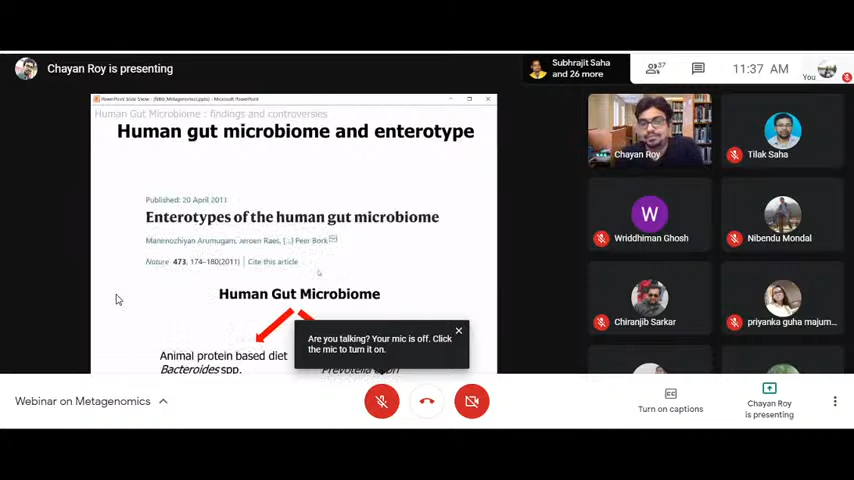 Chayan Roy is presenting
Subhrajit Saha
and 26 more
37
11:37 AM
You
PowerPoint Slide Show - [NBU_Metagenomics.pptx] - Microsoft PowerPoint
Human Gut Microbiome : findings and controversies
Human gut microbiome and enterotype
Published: 20 April 2011
Enterotypes of the human gut microbiome
Manimozhiyan Arumugam, Jeroen Raes, […] Peer Bork
Nature 473, 174–180(2011) | Cite this article
Human Gut Microbiome
Animal protein based diet
Bacteroides spp.
Are you talking? Your mic is off. Click
the mic to turn it on.
Chayan Roy
Tilak Saha
W
Wriddhiman Ghosh
Nibendu Mondal
Chiranjib Sarkar
priyanka guha majum...
Webinar on Metagenomics
Turn on captions
Chayan Roy
is presenting